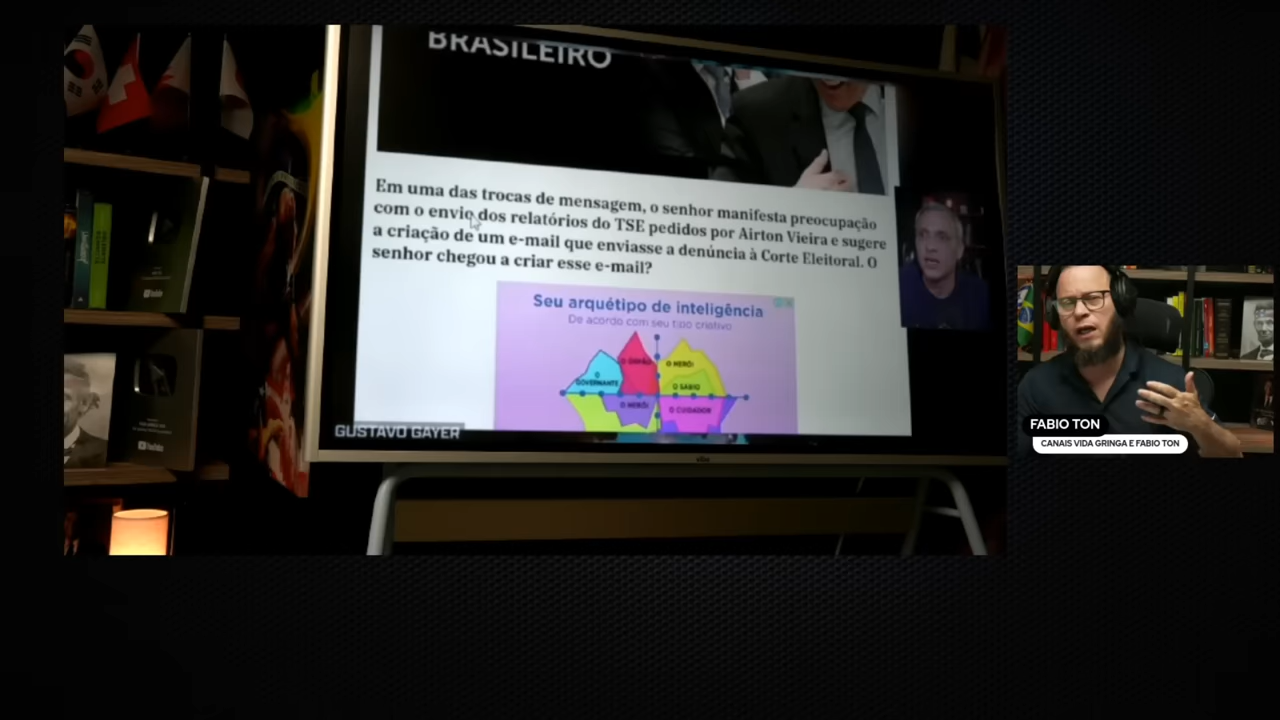 BRASILEIRO
Em uma das trocas de mensagem, o senhor manifesta preocupação
com o envio dos relatórios do TSE pedidos por Airton Vieira e sugere
a criação de um e-mail que enviasse a denúncia à Corte Eleitoral. O
senhor chegou a criar esse e-mail?
Seu arquétipo de inteligência
De acordo com seu tipo criativo
O HERÓI
O GOVERNANTE
O SÁBIO
O HERÓI
O CUIDADOR
GUSTAVO GAYER
FABIO TON
CANAIS VIDA GRINGA E FABIO TON
YouTube
YouTube